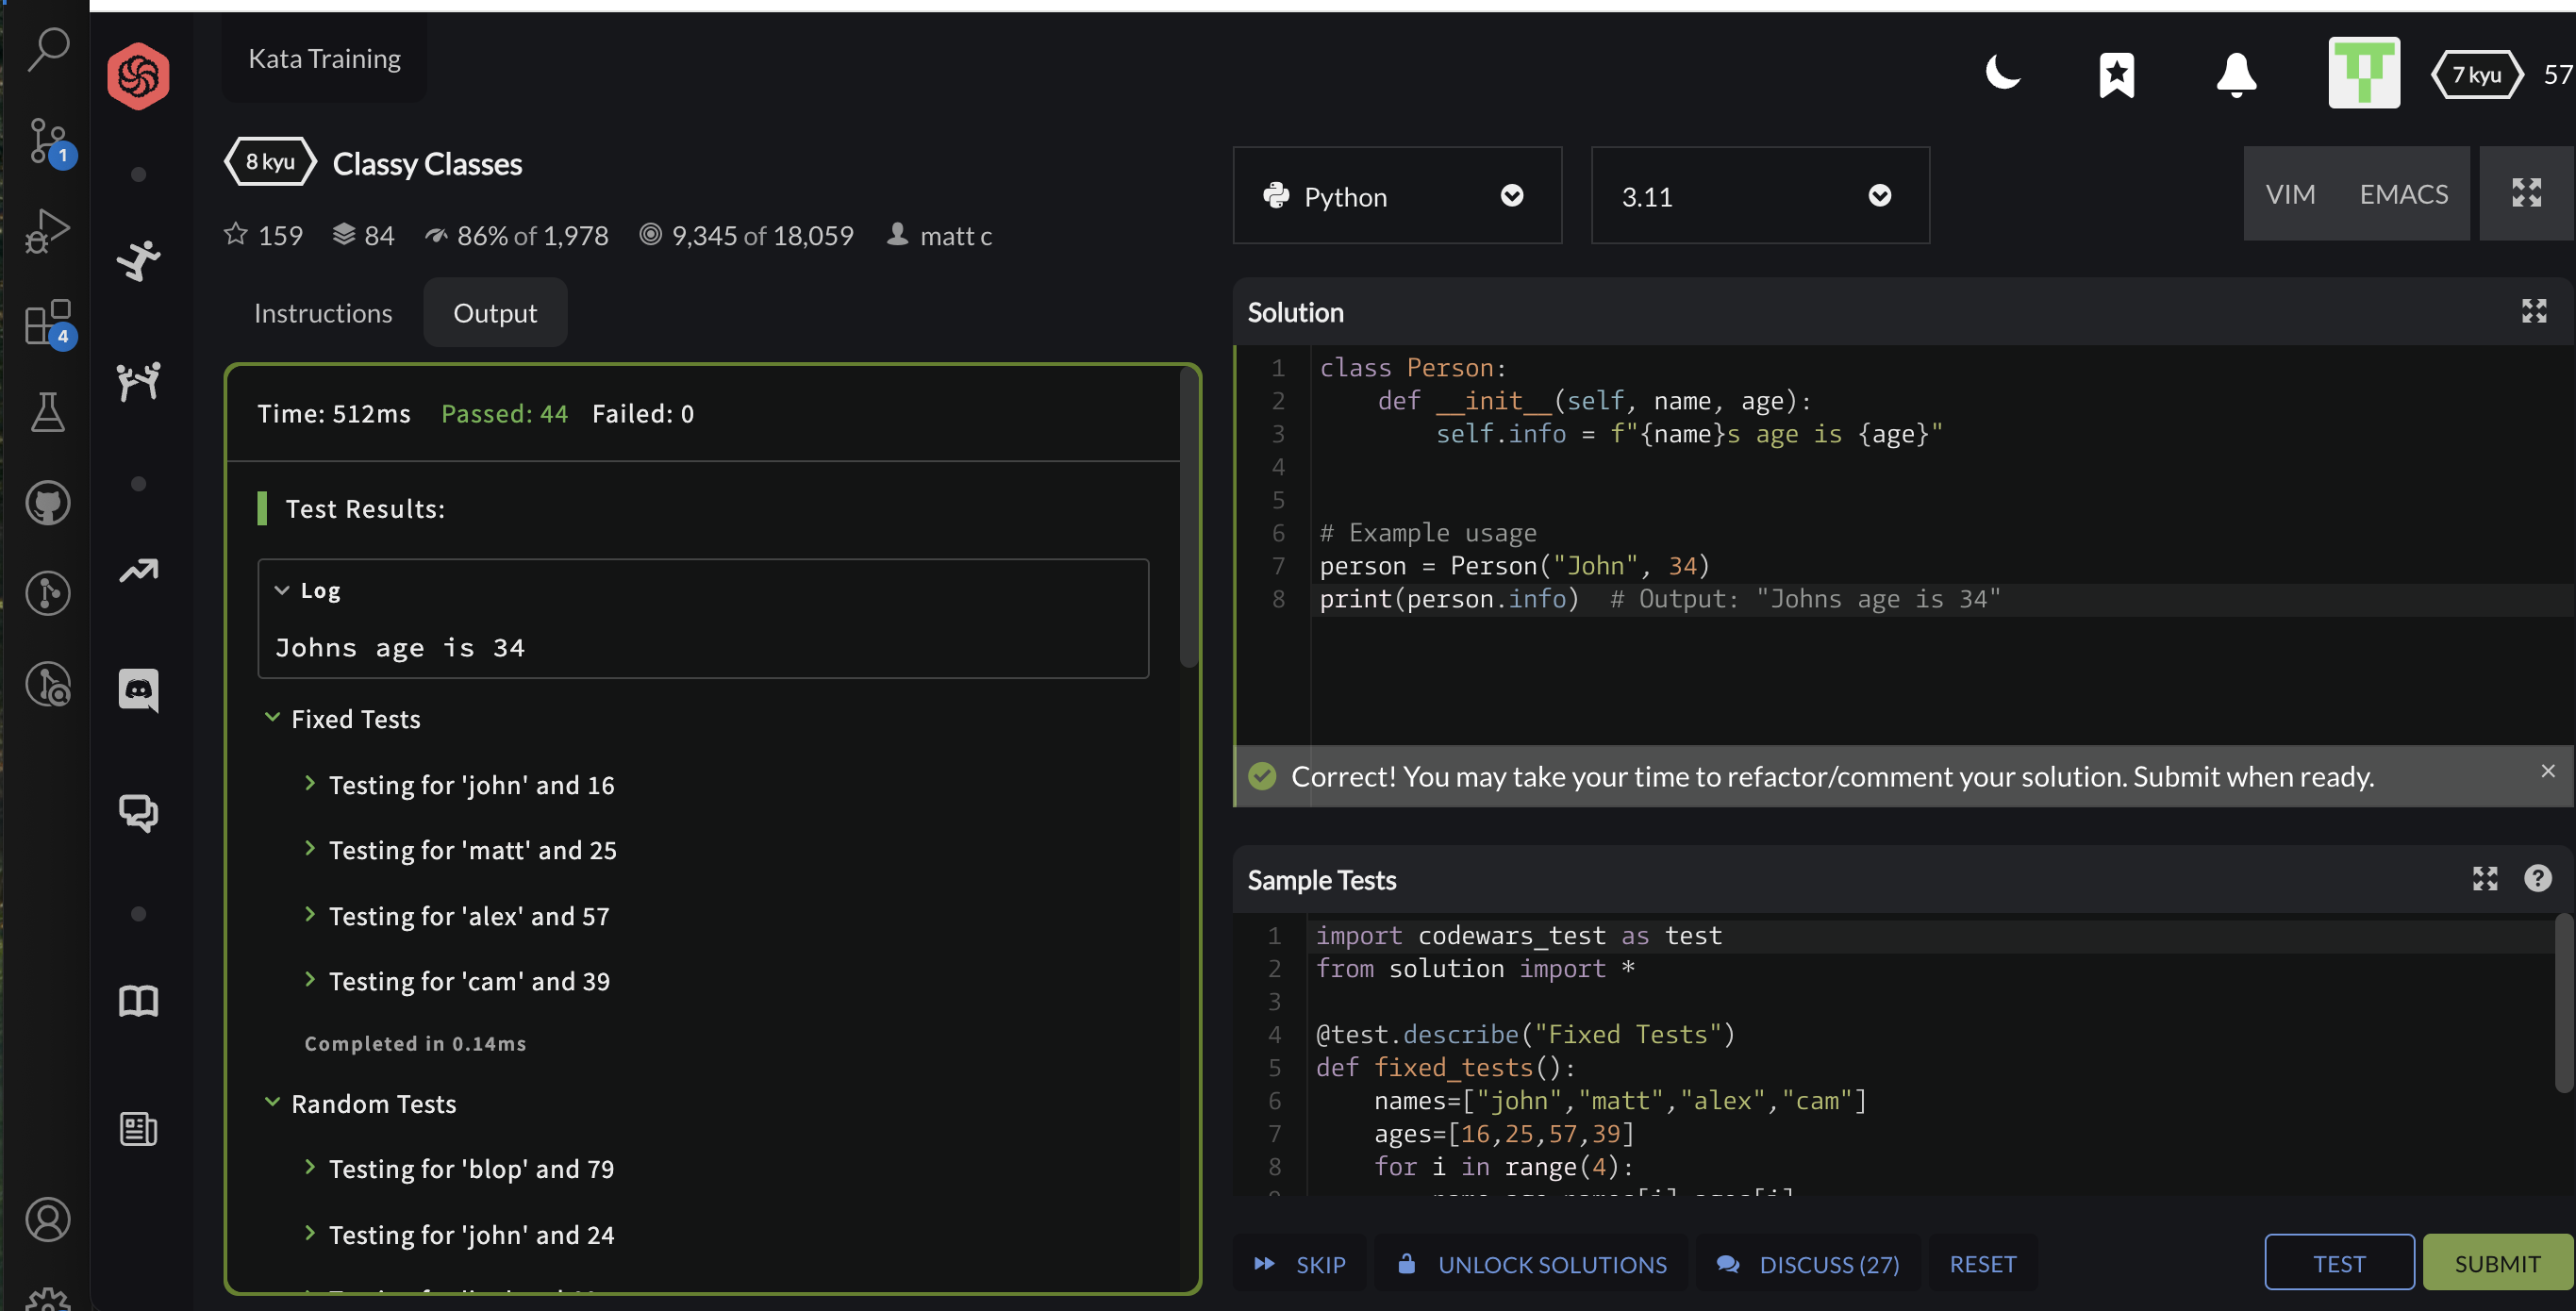 Kata Training
7 kyu
57
1
4
8 kyu
Classy Classes
159
84
86% of 1,978
9,345 of 18,059
matt c
Instructions
Output
Time: 512ms Passed: 44 Failed: 0
Test Results:
Log
Johns age is 34
Fixed Tests
Testing for 'john' and 16
Testing for 'matt' and 25
Testing for 'alex' and 57
Testing for 'cam' and 39
Completed in 0.14ms
Random Tests
Testing for 'blop' and 79
Testing for 'john' and 24
Python
3.11
VIM
EMACS
Solution
1 class Person:
2 def __init__(self, name, age):
3 self.info = f"{name}s age is {age}"
4
5
6 # Example usage
7 person = Person("John", 34)
8 print(person.info) # Output: "Johns age is 34"
Correct! You may take your time to refactor/comment your solution. Submit when ready.
Sample Tests
1 import codewars_test as test
2 from solution import *
3
4 @test.describe("Fixed Tests")
5 def fixed_tests():
6 names=["john","matt","alex","cam"]
7 ages=[16,25,57,39]
8 for i in range(4):
SKIP
UNLOCK SOLUTIONS
DISCUSS (27)
RESET
TEST
SUBMIT